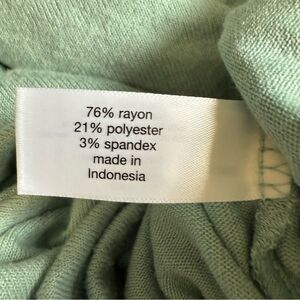 76% rayon
21% polyester
3% spandex
made in
Indonesia